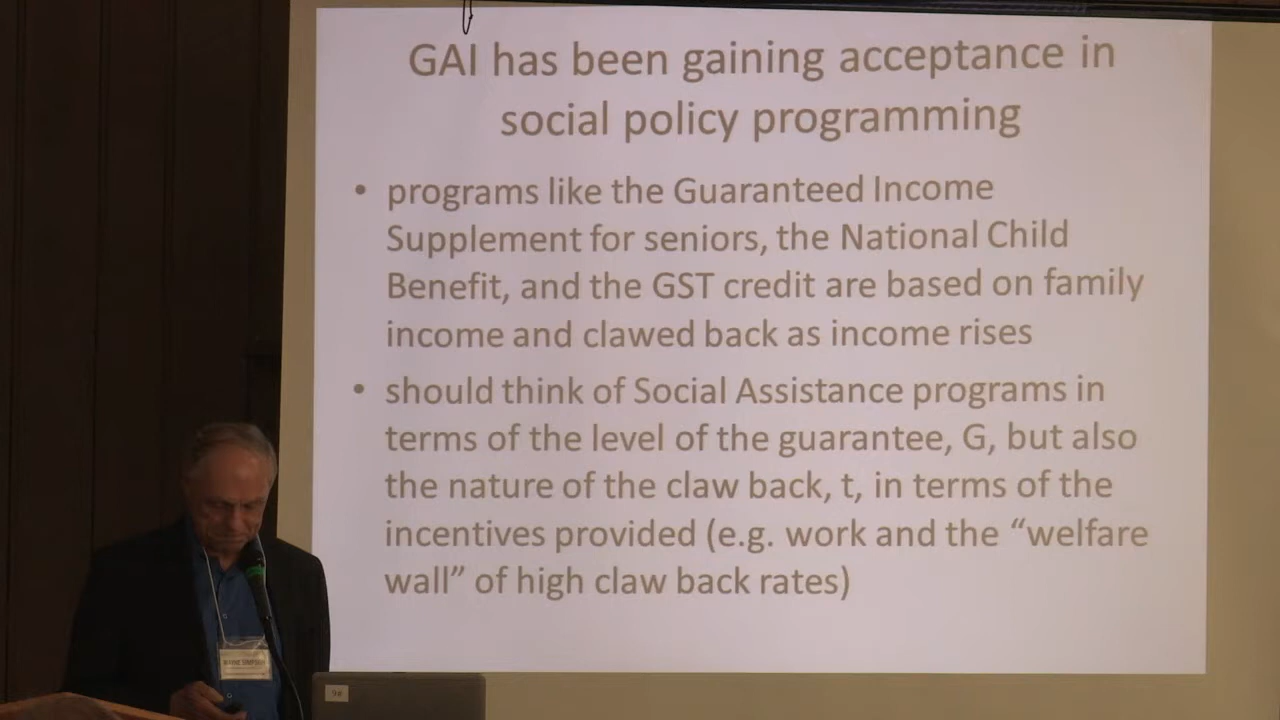 GAI has been gaining acceptance in
social policy programming
• programs like the Guaranteed Income
Supplement for seniors, the National Child
Benefit, and the GST credit are based on family
income and clawed back as income rises
• should think of Social Assistance programs in
terms of the level of the guarantee, G, but also
the nature of the claw back, t, in terms of the
incentives provided (e.g. work and the “welfare
wall” of high claw back rates)
WAYNE SIMPSON